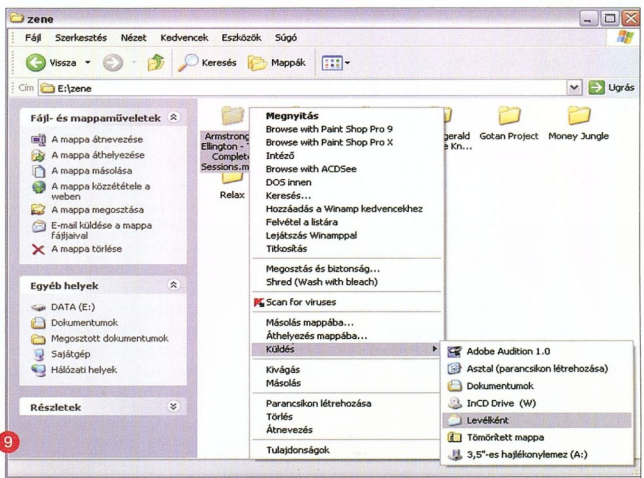 zene
Fájl Szerkesztés Nézet Kedvencek Eszközök Súgó
Vissza Keresés Mappák
Cím E:\zene Ugrás
Fájl- és mappaműveletek
A mappa átnevezése
A mappa áthelyezése
A mappa másolása
A mappa közzététele a
weben
A mappa megosztása
E-mail küldése a mappa
fájljaival
A mappa törlése
Egyéb helyek
DATA (E:)
Dokumentumok
Megosztott dokumentumok
Sajátgép
Hálózati helyek
Részletek
Armstrong
Ellington -
Complete
Sessions.m
Relax
gerald
e Kn...
Gotan Project
Money Jungle
Megnyitás
Browse with Paint Shop Pro 9
Browse with Paint Shop Pro X
Intéző
Browse with ACDSee
DOS innen
Keresés...
Hozzáadás a Winamp kedvencekhez
Felvétel a listára
Lejátszás Winamppal
Titkosítás
Megosztás és biztonság...
Shred (Wash with bleach)
Scan for viruses
Másolás mappába...
Áthelyezés mappába...
Küldés
Kivágás
Másolás
Parancsikon létrehozása
Törlés
Átnevezés
Tulajdonságok
Adobe Audition 1.0
Asztal (parancsikon létrehozása)
Dokumentumok
InCD Drive (W)
Levélként
Tömörített mappa
3,5"-es hajlékonylemez (A:)
9